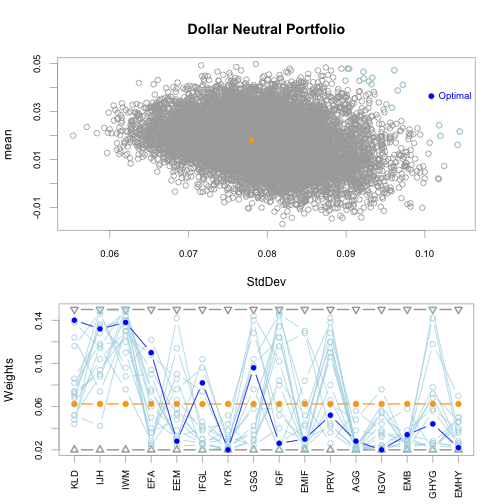 Dollar Neutral Portfolio
mean
0.05
0.03
0.01
-0.01
Optimal
0.06 0.07 0.08 0.09 0.10
StdDev
Weights
0.14
0.10
0.06
0.02
KLD IJH IWM EFA EEM IFGL IYR GSG IGF EMIF IPRV AGG IGOV EMB GHYG EMHY